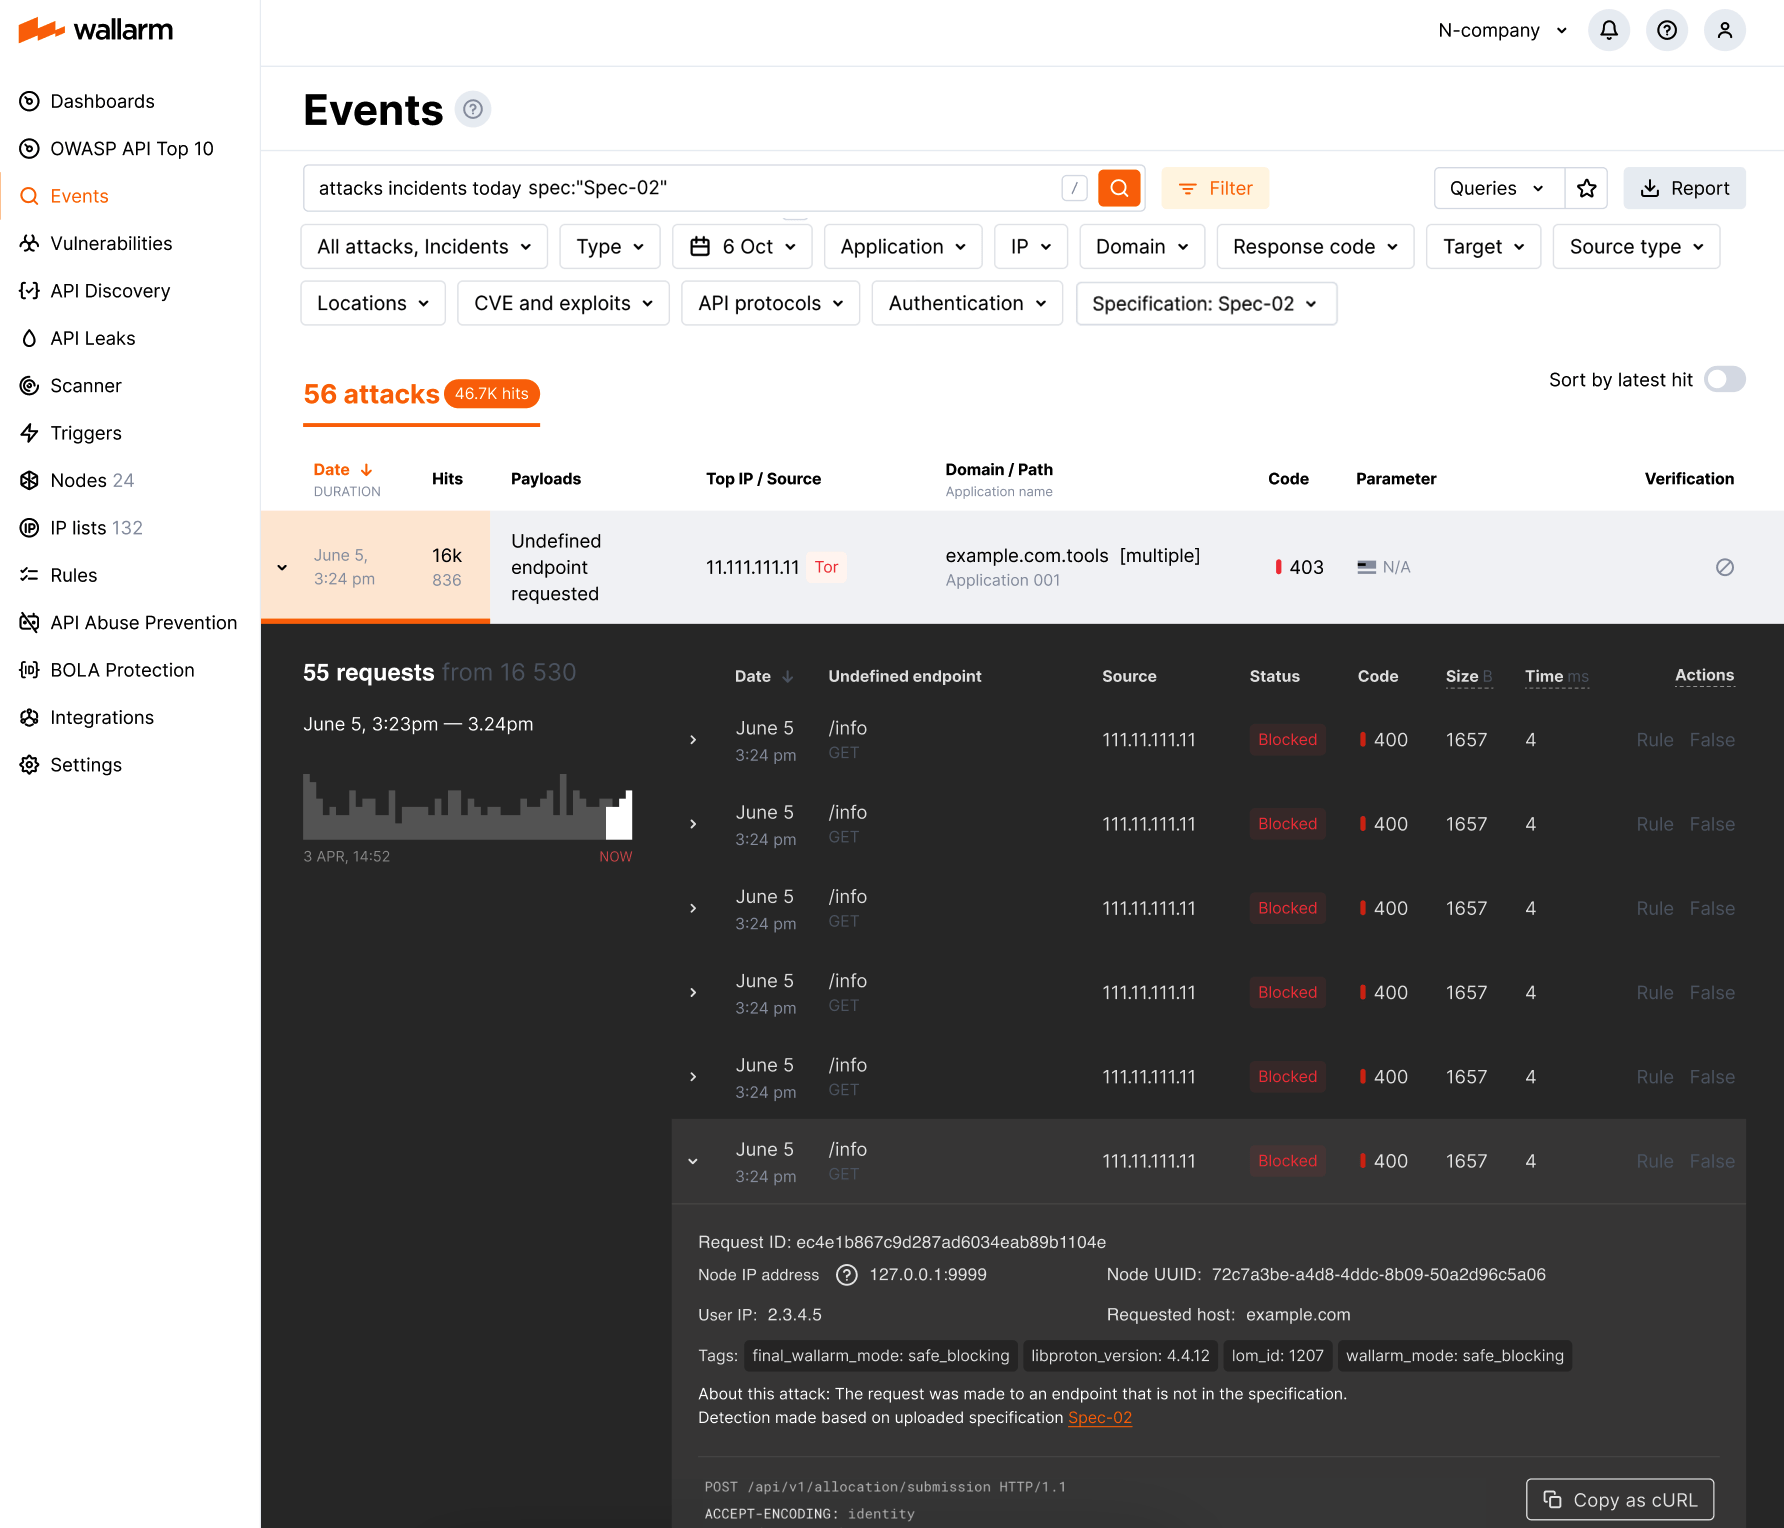 wallarm
N-company
Dashboards
OWASP API Top 10
Events
Vulnerabilities
API Discovery
API Leaks
Scanner
Triggers
Nodes 24
IP lists 132
Rules
API Abuse Prevention
BOLA Protection
Integrations
Settings
Events
attacks incidents today spec:"Spec-02" /
Filter
Queries
Report
All attacks, Incidents
Type
6 Oct
Application
IP
Domain
Response code
Target
Source type
Locations
CVE and exploits
API protocols
Authentication
Specification: Spec-02
56 attacks 46.7K hits
Sort by latest hit
Date
DURATION
Hits
Payloads
Top IP / Source
Domain / Path
Application name
Code
Parameter
Verification
June 5,
3:24 pm
16k
836
Undefined
endpoint
requested
11.111.111.11 Tor
example.com.tools [multiple]
Application 001
403
N/A
55 requests from 16 530
June 5, 3:23pm — 3.24pm
3 APR, 14:52 NOW
Date Undefined endpoint Source Status Code Size B Time ms Actions
June 5 /info
3:24 pm GET
111.11.111.11 Blocked 400 1657 4 Rule False
June 5 /info
3:24 pm GET
111.11.111.11 Blocked 400 1657 4 Rule False
June 5 /info
3:24 pm GET
111.11.111.11 Blocked 400 1657 4 Rule False
June 5 /info
3:24 pm GET
111.11.111.11 Blocked 400 1657 4 Rule False
June 5 /info
3:24 pm GET
111.11.111.11 Blocked 400 1657 4 Rule False
June 5 /info
3:24 pm GET
111.11.111.11 Blocked 400 1657 4 Rule False
Request ID: ec4e1b867c9d287ad6034eab89b1104e
Node IP address ? 127.0.0.1:9999 Node UUID: 72c7a3be-a4d8-4ddc-8b09-50a2d96c5a06
User IP: 2.3.4.5 Requested host: example.com
Tags: final_wallarm_mode: safe_blocking libproton_version: 4.4.12 lom_id: 1207 wallarm_mode: safe_blocking
About this attack: The request was made to an endpoint that is not in the specification.
Detection made based on uploaded specification Spec-02
POST /api/v1/allocation/submission HTTP/1.1
ACCEPT-ENCODING: identity
Copy as cURL